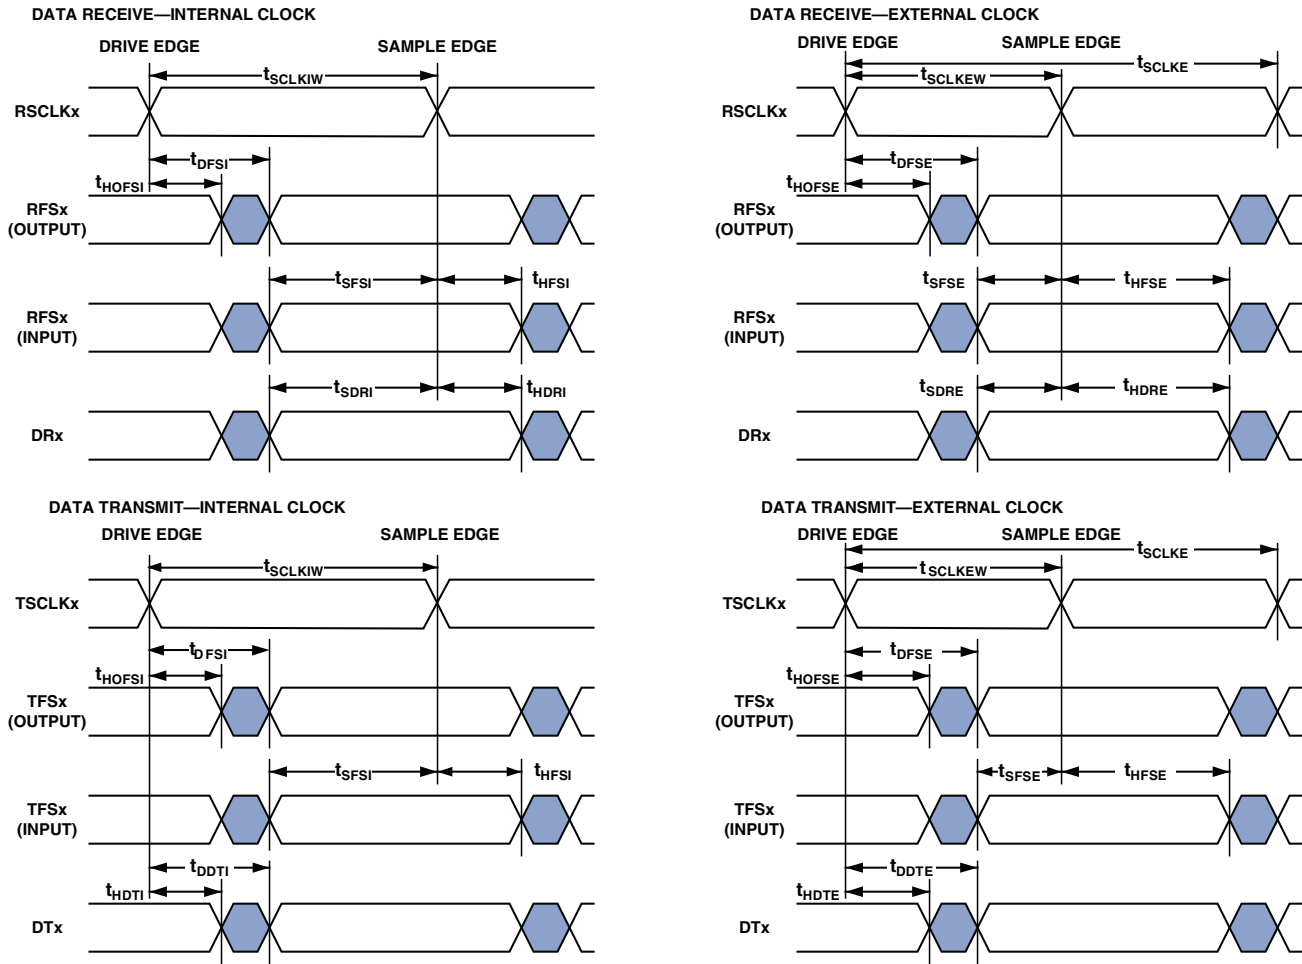 DATA RECEIVE—INTERNAL CLOCK
DRIVE EDGE
SAMPLE EDGE
tSCLKIW
RSCLKx
tDFSI
tHOFSI
RFSx
(OUTPUT)
tSFSI
tHFSI
RFSx
(INPUT)
tSDRI
tHDRI
DRx
DATA RECEIVE—EXTERNAL CLOCK
DRIVE EDGE
SAMPLE EDGE
tSCLKE
tSCLKEW
RSCLKx
tDFSE
tHOFSE
RFSx
(OUTPUT)
tSFSE
tHFSE
RFSx
(INPUT)
tSDRE
tHDRE
DRx
DATA TRANSMIT—INTERNAL CLOCK
DRIVE EDGE
SAMPLE EDGE
tSCLKIW
TSCLKx
tDFSI
tHOFSI
TFSx
(OUTPUT)
tSFSI
tHFSI
TFSx
(INPUT)
tDDTI
tHDTI
DTx
DATA TRANSMIT—EXTERNAL CLOCK
DRIVE EDGE
SAMPLE EDGE
tSCLKE
tSCLKEW
TSCLKx
tDFSE
tHOFSE
TFSx
(OUTPUT)
tSFSE
tHFSE
TFSx
(INPUT)
tDDTE
tHDTE
DTx